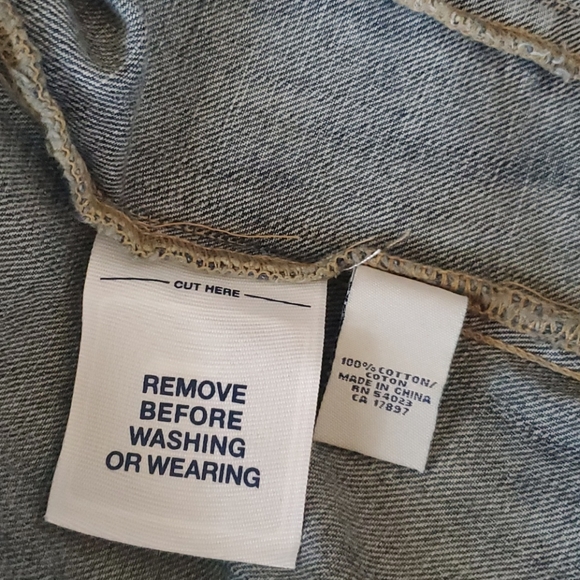 CUT HERE
REMOVE
BEFORE
WASHING
OR WEARING
100% COTTON/
COTON
MADE IN CHINA
RN 54023
CA 17897